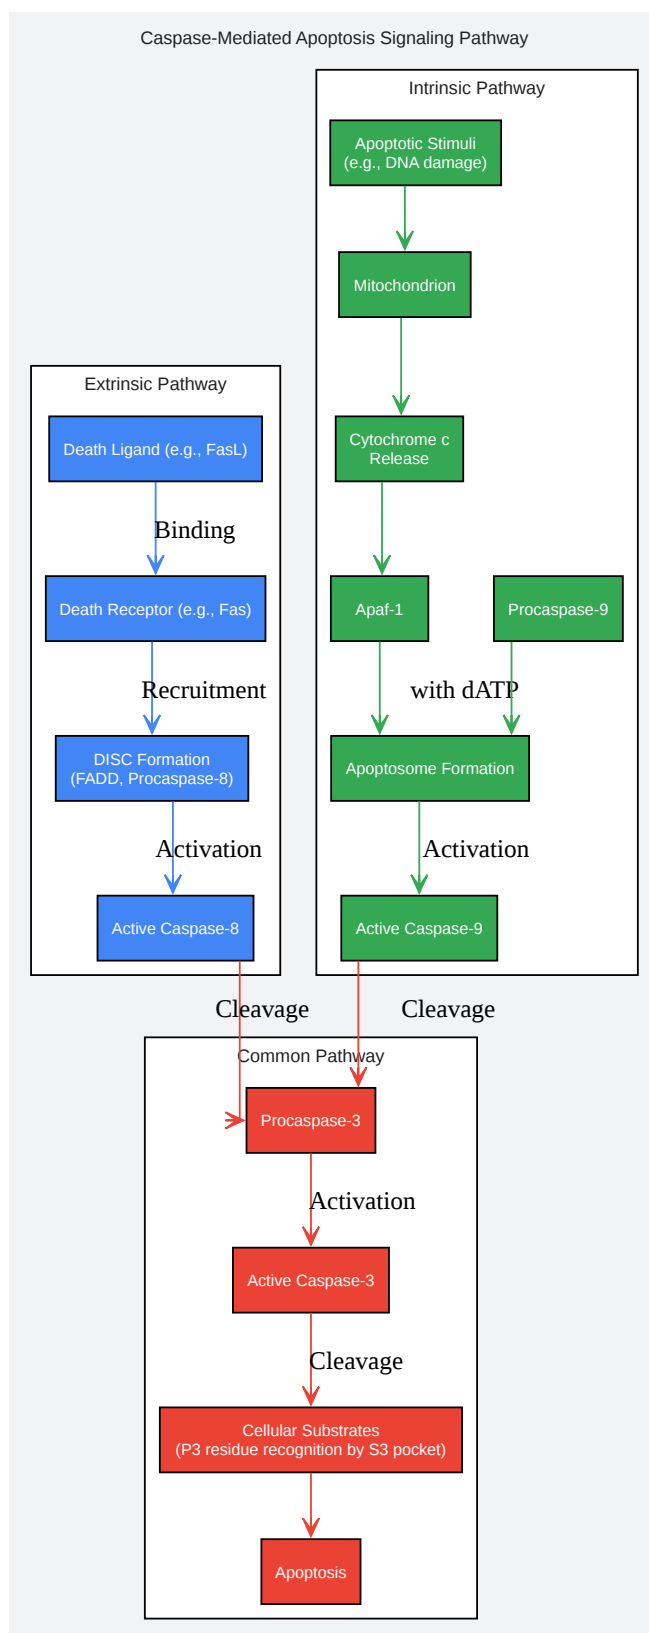 Caspase-Mediated Apoptosis Signaling Pathway
Intrinsic Pathway
Apoptotic Stimuli
(e.g., DNA damage)
Mitochondrion
Cytochrome c
Release
Apaf-1
Procaspase-9
with dATP
Apoptosome Formation
Activation
Active Caspase-9
Cleavage
Extrinsic Pathway
Death Ligand (e.g., FasL)
Binding
Death Receptor (e.g., Fas)
Recruitment
DISC Formation
(FADD, Procaspase-8)
Activation
Active Caspase-8
Cleavage
Common Pathway
Procaspase-3
Activation
Active Caspase-3
Cleavage
Cellular Substrates
(P3 residue recognition by S3 pocket)
Apoptosis